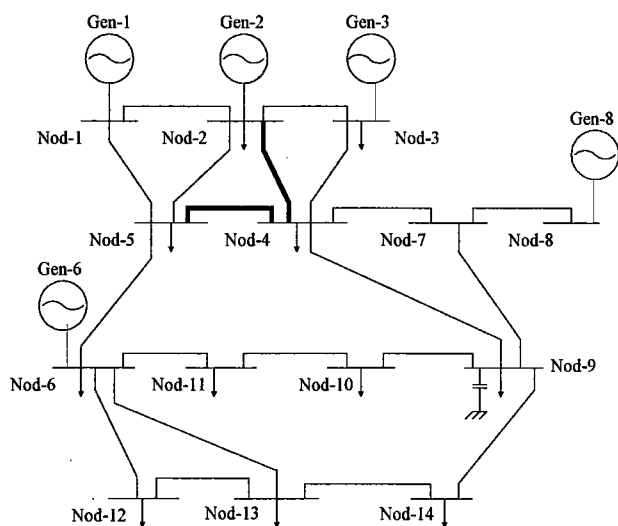 Gen-1
Gen-2
Gen-3
Gen-8
Nod-1
Nod-2
Nod-3
Nod-5
Nod-4
Nod-7
Nod-8
Gen-6
Nod-6
Nod-11
Nod-10
Nod-9
Nod-12
Nod-13
Nod-14